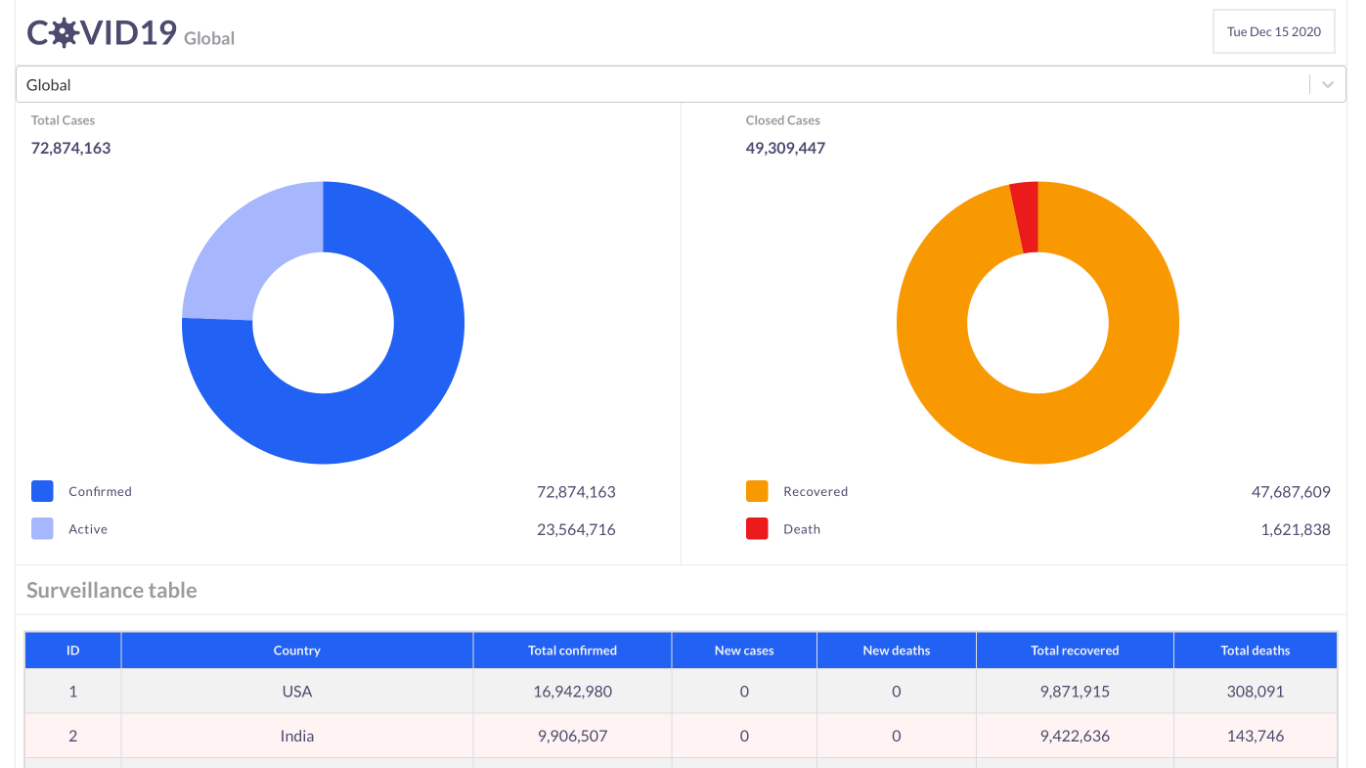 COVID19 Global
Tue Dec 15 2020
Global
Total Cases
72,874,163
Closed Cases
49,309,447
Confirmed 72,874,163
Active 23,564,716
Recovered 47,687,609
Death 1,621,838
Surveillance table
ID Country Total confirmed New cases New deaths Total recovered Total deaths
1 USA 16,942,980 0 0 9,871,915 308,091
2 India 9,906,507 0 0 9,422,636 143,746